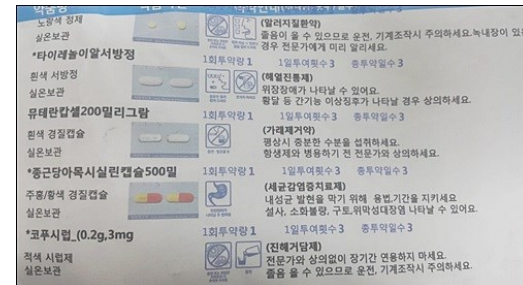 약품명
노랑색 정제
실온보관
(알러지질환약)
졸음이 올 수 있으므로 운전, 기계조작시 주의하세요.녹내장이 있
경우 전문가에게 미리 알리세요.
*타이레놀이알서방정
1회투약량1 1일투여횟수3 총투약일수3
흰색 서방정
실온보관
(해열진통제)
위장장애가 나타날 수 있어요.
황달 등 간기능 이상징후가 나타날 경우 상의하세요.
뮤테란캅셀200밀리그람
1회투약량1 1일투여횟수3 총투약일수3
흰색 경질캡슐
실온보관
(가래제거약)
평상시 충분한 수분을 섭취하세요.
항생제와 병용하기 전 전문가와 상의하세요.
*종근당아목시실린캡슐500밀
1회투약량1 1일투여횟수3 총투약일수3
주홍/황색 경질캡슐
실온보관
(세균감염증치료제)
내성균 발현을 막기 위해 용법,기간을 지키세요
설사, 소화불량, 구토,위막성대장염 나타날 수 있어요.
*코푸시럽_(0.2g,3mg
1회투약량1 1일투여횟수3 총투약일수3
적색 시럽제
실온보관
(진해거담제)
전문가와 상의없이 장기간 연용하지 마세요.
졸음 올 수 있으므로 운전, 기계조작시 주의하세요.